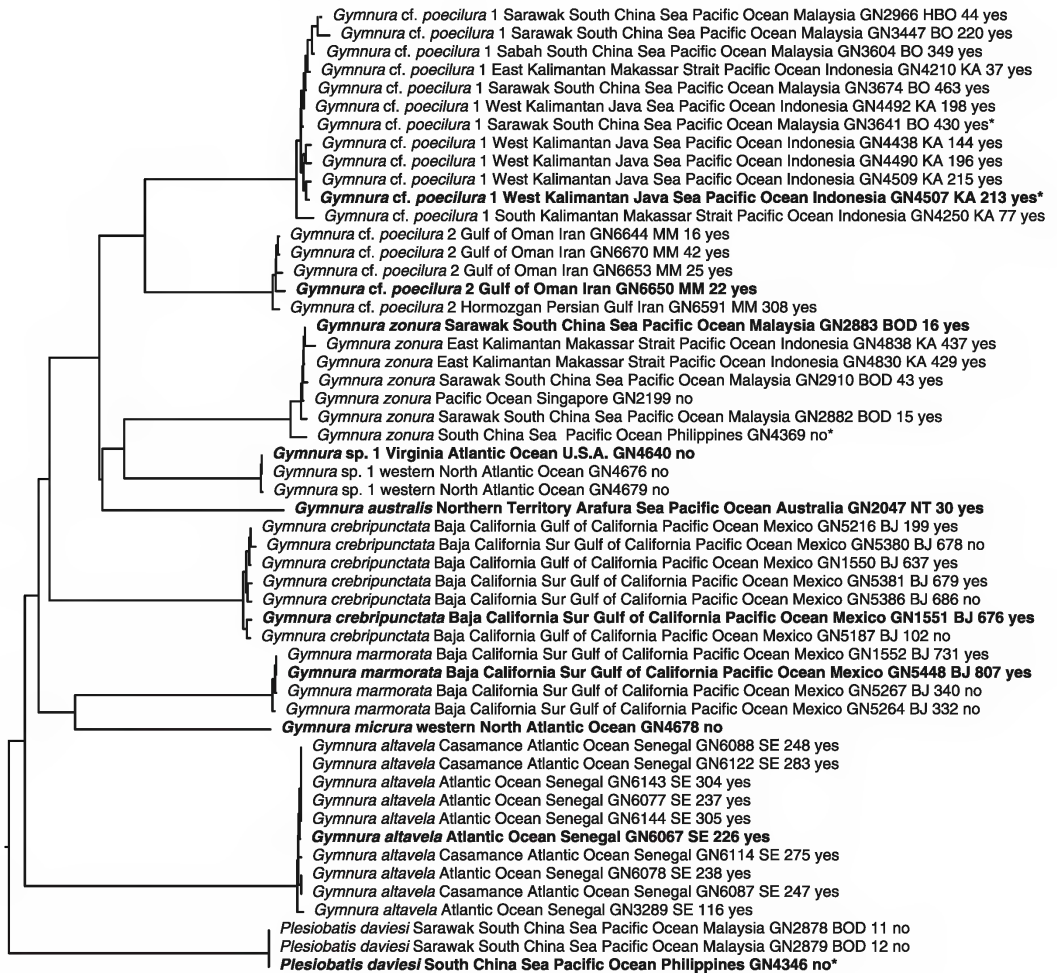 Gymnura cf. poecilura 1 Sarawak South China Sea Pacific Ocean Malaysia GN2966 HBO 44 yes
Gymnura cf. poecilura 1 Sarawak South China Sea Pacific Ocean Malaysia GN3447 BO 220 yes
Gymnura cf. poecilura 1 Sabah South China Sea Pacific Ocean Malaysia GN3604 BO 349 yes
Gymnura cf. poecilura 1 East Kalimantan Makassar Strait Pacific Ocean Indonesia GN4210 KA 37 yes
Gymnura cf. poecilura 1 Sarawak South China Sea Pacific Ocean Malaysia GN3674 BO 463 yes
Gymnura cf. poecilura 1 West Kalimantan Java Sea Pacific Ocean Indonesia GN4492 KA 198 yes
Gymnura cf. poecilura 1 Sarawak South China Sea Pacific Ocean Malaysia GN3641 BO 430 yes*
Gymnura cf. poecilura 1 West Kalimantan Java Sea Pacific Ocean Indonesia GN4438 KA 144 yes
Gymnura cf. poecilura 1 West Kalimantan Java Sea Pacific Ocean Indonesia GN4490 KA 196 yes
Gymnura cf. poecilura 1 West Kalimantan Java Sea Pacific Ocean Indonesia GN4509 KA 215 yes
Gymnura cf. poecilura 1 West Kalimantan Java Sea Pacific Ocean Indonesia GN4507 KA 213 yes*
Gymnura cf. poecilura 1 South Kalimantan Makassar Strait Pacific Ocean Indonesia GN4250 KA 77 yes
Gymnura cf. poecilura 2 Gulf of Oman Iran GN6644 MM 16 yes
Gymnura cf. poecilura 2 Gulf of Oman Iran GN6670 MM 42 yes
Gymnura cf. poecilura 2 Gulf of Oman Iran GN6653 MM 25 yes
Gymnura cf. poecilura 2 Gulf of Oman Iran GN6650 MM 22 yes
Gymnura cf. poecilura 2 Hormozgan Persian Gulf Iran GN6591 MM 308 yes
Gymnura zonura Sarawak South China Sea Pacific Ocean Malaysia GN2883 BOD 16 yes
Gymnura zonura East Kalimantan Makassar Strait Pacific Ocean Indonesia GN4838 KA 437 yes
Gymnura zonura East Kalimantan Makassar Strait Pacific Ocean Indonesia GN4830 KA 429 yes
Gymnura zonura Sarawak South China Sea Pacific Ocean Malaysia GN2910 BOD 43 yes
Gymnura zonura Pacific Ocean Singapore GN2199 no
Gymnura zonura Sarawak South China Sea Pacific Ocean Malaysia GN2882 BOD 15 yes
Gymnura zonura South China Sea Pacific Ocean Philippines GN4369 no*
Gymnura sp. 1 Virginia Atlantic Ocean U.S.A. GN4640 no
Gymnura sp. 1 western North Atlantic Ocean GN4676 no
Gymnura sp. 1 western North Atlantic Ocean GN4679 no
Gymnura australis Northern Territory Arafura Sea Pacific Ocean Australia GN2047 NT 30 yes
Gymnura crebripunctata Baja California Gulf of California Pacific Ocean Mexico GN5216 BJ 199 yes
Gymnura crebripunctata Baja California Sur Gulf of California Pacific Ocean Mexico GN5380 BJ 678 no
Gymnura crebripunctata Baja California Gulf of California Pacific Ocean Mexico GN1550 BJ 637 yes
Gymnura crebripunctata Baja California Sur Gulf of California Pacific Ocean Mexico GN5381 BJ 679 yes
Gymnura crebripunctata Baja California Sur Gulf of California Pacific Ocean Mexico GN5386 BJ 686 no
Gymnura crebripunctata Baja California Sur Gulf of California Pacific Ocean Mexico GN1551 BJ 676 yes
Gymnura crebripunctata Baja California Gulf of California Pacific Ocean Mexico GN5187 BJ 102 no
Gymnura marmorata Baja California Sur Gulf of California Pacific Ocean Mexico GN1552 BJ 731 yes
Gymnura marmorata Baja California Sur Gulf of California Pacific Ocean Mexico GN5448 BJ 807 yes
Gymnura marmorata Baja California Sur Gulf of California Pacific Ocean Mexico GN5267 BJ 340 no
Gymnura marmorata Baja California Sur Gulf of California Pacific Ocean Mexico GN5264 BJ 332 no
Gymnura micrura western North Atlantic Ocean GN4678 no
Gymnura altavela Casamance Atlantic Ocean Senegal GN6088 SE 248 yes
Gymnura altavela Casamance Atlantic Ocean Senegal GN6122 SE 283 yes
Gymnura altavela Atlantic Ocean Senegal GN6143 SE 304 yes
Gymnura altavela Atlantic Ocean Senegal GN6077 SE 237 yes
Gymnura altavela Atlantic Ocean Senegal GN6144 SE 305 yes
Gymnura altavela Atlantic Ocean Senegal GN6067 SE 226 yes
Gymnura altavela Casamance Atlantic Ocean Senegal GN6114 SE 275 yes
Gymnura altavela Atlantic Ocean Senegal GN6078 SE 238 yes
Gymnura altavela Casamance Atlantic Ocean Senegal GN6087 SE 247 yes
Gymnura altavela Atlantic Ocean Senegal GN3289 SE 116 yes
Plesiobatis daviesi Sarawak South China Sea Pacific Ocean Malaysia GN2878 BOD 11 no
Plesiobatis daviesi Sarawak South China Sea Pacific Ocean Malaysia GN2879 BOD 12 no
Plesiobatis daviesi South China Sea Pacific Ocean Philippines GN4346 no*